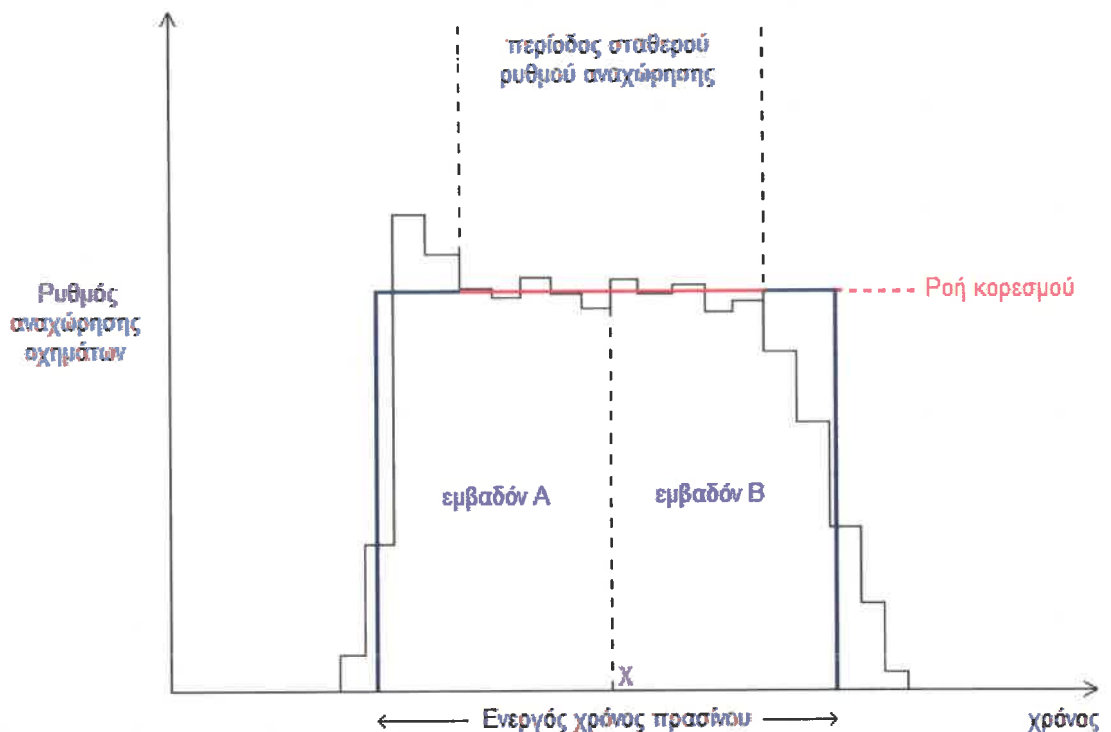 περίοδος σταθερού
ρυθμού αναχώρησης
Ρυθμός
αναχώρησης
οχημάτων
Ροή κορεσμού
εμβαδόν Α
εμβαδόν Β
χ
Ενεργός χρόνος πρασίνου
χρόνος